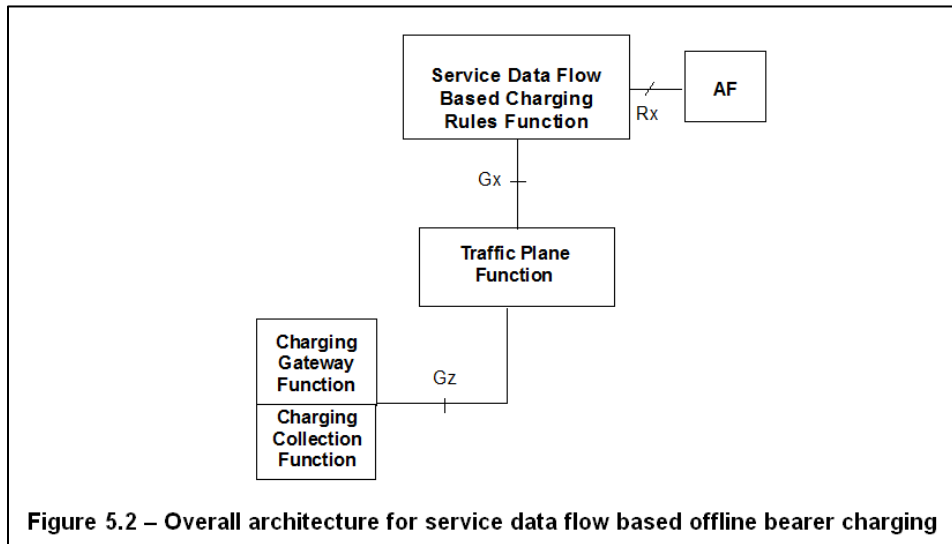 Service Data Flow
Based Charging
Rules Function
AF
Rx
Gx
Traffic Plane
Function
Charging
Gateway
Function
Gz
Charging
Collection
Function
Figure 5.2 – Overall architecture for service data flow based offline bearer charging